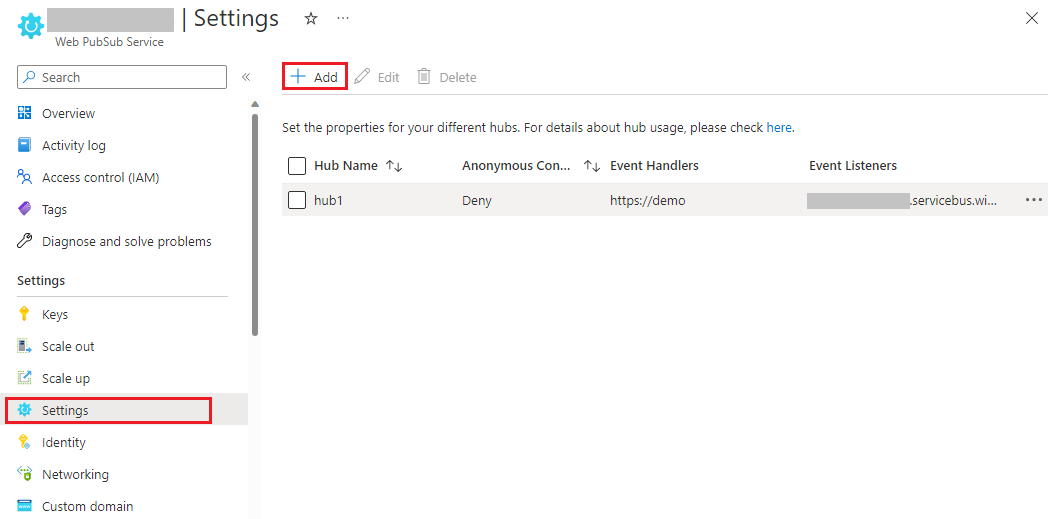 | Settings
Web PubSub Service
Search
Overview
Activity log
Access control (IAM)
Tags
Diagnose and solve problems
Settings
Keys
Scale out
Scale up
Settings
Identity
Networking
Custom domain
Add Edit Delete
Set the properties for your different hubs. For details about hub usage, please check here.
Hub Name Anonymous Con... Event Handlers Event Listeners
hub1 Deny https://demo .servicebus.wi...